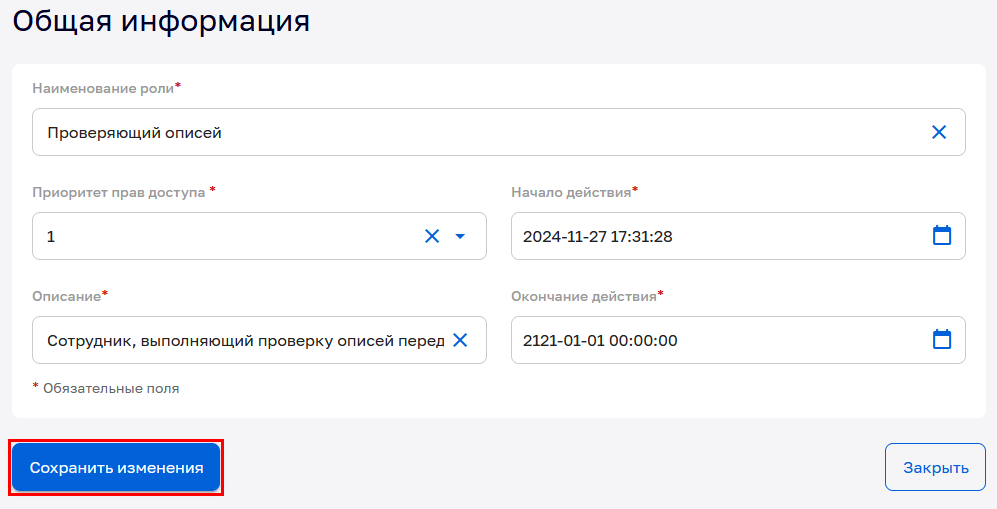 Общая информация
Наименование роли*
Проверяющий описей
Приоритет прав доступа * Начало действия*
1 2024-11-27 17:31:28
Описание* Окончание действия*
Сотрудник, выполняющий проверку описей перед 2121-01-01 00:00:00
* Обязательные поля
Сохранить изменения Закрыть